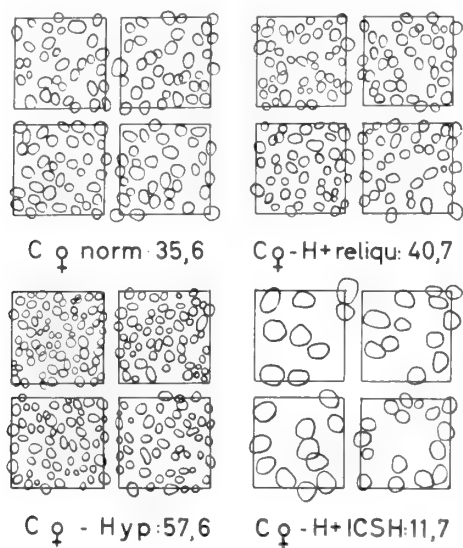 C ♀ norm·35,6
C♀-H+reliqu: 40,7
C ♀ - Hyp:57,6
C♀-H+ICSH:11,7